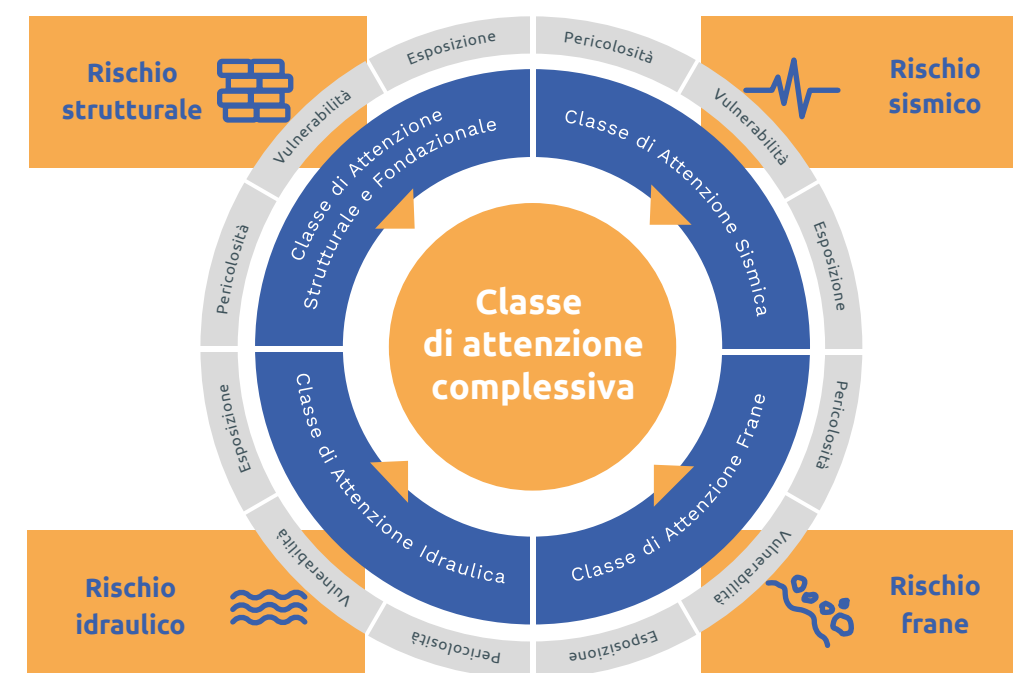 Rischio
strutturale
Rischio
sismico
Pericolosità
Vulnerabilità
Esposizione
Classe di Attenzione
Strutturale e Fondazionale
Pericolosità
Vulnerabilità
Esposizione
Classe di Attenzione Sismica
Classe
di attenzione
complessiva
Esposizione
Vulnerabilità
Pericolosità
Classe di Attenzione Idraulica
Pericolosità
Vulnerabilità
Esposizione
Classe di Attenzione Frane
Rischio
idraulico
Rischio
frane